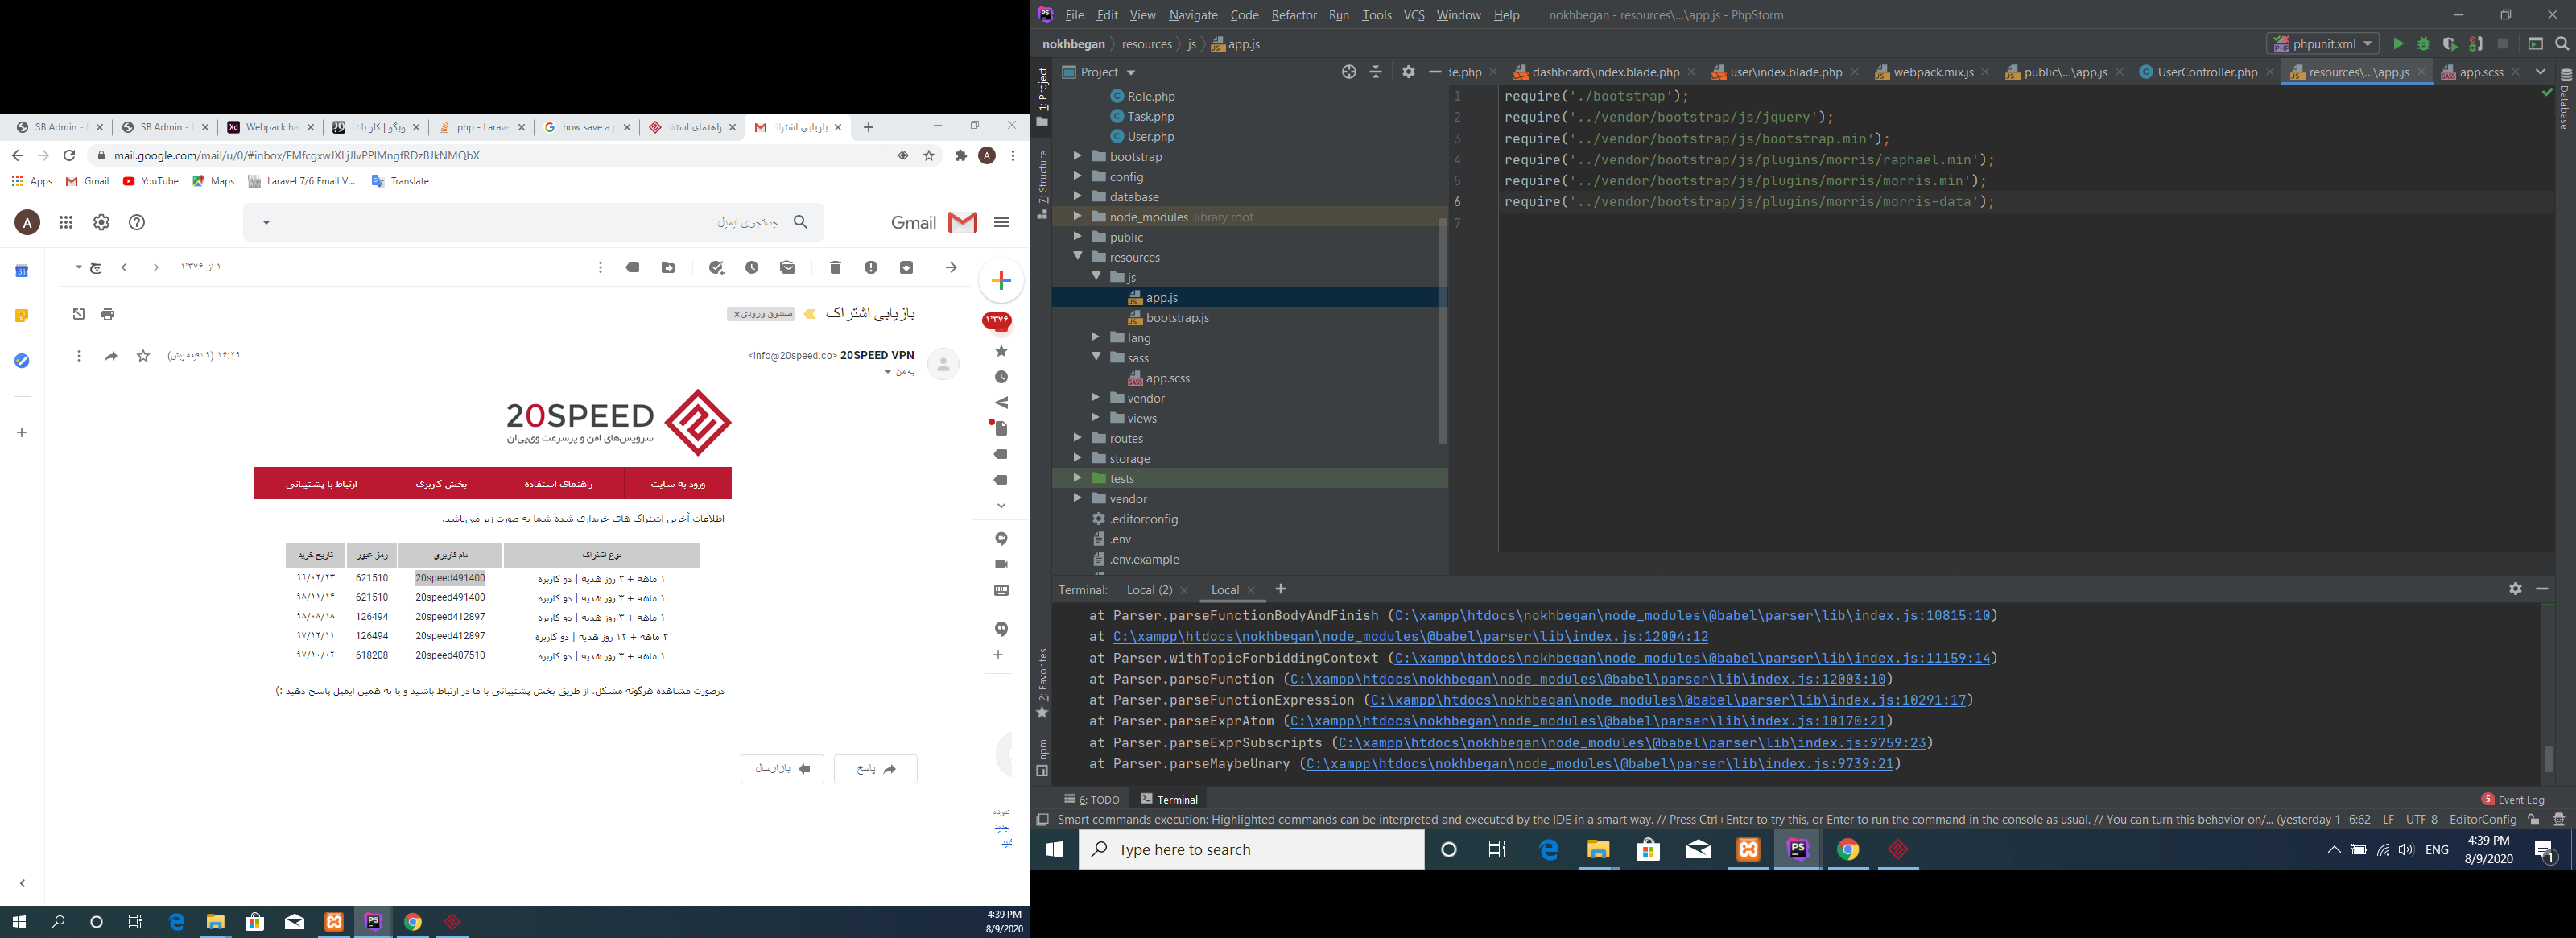 SB Admin - B
SB Admin - B
Webpack ha
وبگو | کار با تا
php - Larave
how save a p
راهنمای استف
بازیابی اشتراک
mail.google.com/mail/u/0/#inbox/FMfcgxwJXLjJlvPPlMngfRDzBJkNMQbX
A
Apps
Gmail
YouTube
Maps
Laravel 7/6 Email V...
Translate
A
جستجوی ایمیل
Gmail
۱ از ۱٬۳۷۶
۱٬۳۷۶
بازیابی اشتراک
صندوق ورودی ×
۱۶:۲۹ (۹ دقیقه پیش)
20SPEED VPN <info@20speed.co>
به من
20SPEED
سرویس‌های امن و پرسرعت وی‌پی‌ان
ورود به سایت
راهنمای استفاده
بخش کاربری
ارتباط با پشتیبانی
اطلاعات آخرین اشتراک های خریداری شده شما به صورت زیر می‌باشد.
نوع اشتراک نام کاربری رمز عبور تاریخ خرید
۱ ماهه + ۳ روز هدیه | دو کاربره 20speed491400 621510 ۹۹/۰۲/۲۳
۱ ماهه + ۳ روز هدیه | دو کاربره 20speed491400 621510 ۹۸/۱۱/۱۴
۱ ماهه + ۳ روز هدیه | دو کاربره 20speed412897 126494 ۹۸/۰۸/۱۸
۳ ماهه + ۱۲ روز هدیه | دو کاربره 20speed412897 126494 ۹۷/۱۲/۱۱
۱ ماهه + ۳ روز هدیه | دو کاربره 20speed407510 618208 ۹۷/۱۰/۰۲
درصورت مشاهده هرگونه مشکل، از طریق بخش پشتیبانی با ما در ارتباط باشید و یا به همین ایمیل پاسخ دهید :)
پاسخ
بازارسال
نبوده
جدید
کنید
4:39 PM
8/9/2020
File Edit View Navigate Code Refactor Run Tools VCS Window Help
nokhbegan - resources\...\app.js - PhpStorm
nokhbegan resources js app.js
phpunit.xml
Project
de.php
dashboard\index.blade.php
user\index.blade.php
webpack.mix.js
public\...\app.js
UserController.php
resources\...\app.js
app.scss
1: Project
7: Structure
2: Favorites
npm
Database
Role.php
Task.php
User.php
bootstrap
config
database
node_modules library root
public
resources
js
app.js
bootstrap.js
lang
sass
app.scss
vendor
views
routes
storage
tests
vendor
.editorconfig
.env
.env.example
1 require('./bootstrap');
2 require('../vendor/bootstrap/js/jquery');
3 require('../vendor/bootstrap/js/bootstrap.min');
4 require('../vendor/bootstrap/js/plugins/morris/raphael.min');
5 require('../vendor/bootstrap/js/plugins/morris/morris.min');
6 require('../vendor/bootstrap/js/plugins/morris/morris-data');
7
Terminal: Local (2) Local
at Parser.parseFunctionBodyAndFinish (C:\xampp\htdocs\nokhbegan\node_modules\@babel\parser\lib\index.js:10815:10)
at C:\xampp\htdocs\nokhbegan\node_modules\@babel\parser\lib\index.js:12004:12
at Parser.withTopicForbiddingContext (C:\xampp\htdocs\nokhbegan\node_modules\@babel\parser\lib\index.js:11159:14)
at Parser.parseFunction (C:\xampp\htdocs\nokhbegan\node_modules\@babel\parser\lib\index.js:12003:10)
at Parser.parseFunctionExpression (C:\xampp\htdocs\nokhbegan\node_modules\@babel\parser\lib\index.js:10291:17)
at Parser.parseExprAtom (C:\xampp\htdocs\nokhbegan\node_modules\@babel\parser\lib\index.js:10170:21)
at Parser.parseExprSubscripts (C:\xampp\htdocs\nokhbegan\node_modules\@babel\parser\lib\index.js:9759:23)
at Parser.parseMaybeUnary (C:\xampp\htdocs\nokhbegan\node_modules\@babel\parser\lib\index.js:9739:21)
6: TODO
Terminal
5 Event Log
Smart commands execution: Highlighted commands can be interpreted and executed by the IDE in a smart way. // Press Ctrl+Enter to try this, or Enter to run the command in the console as usual. // You can turn this behavior on/... (yesterday 1 6:62 LF UTF-8 EditorConfig
Type here to search
ENG
4:39 PM
8/9/2020
1